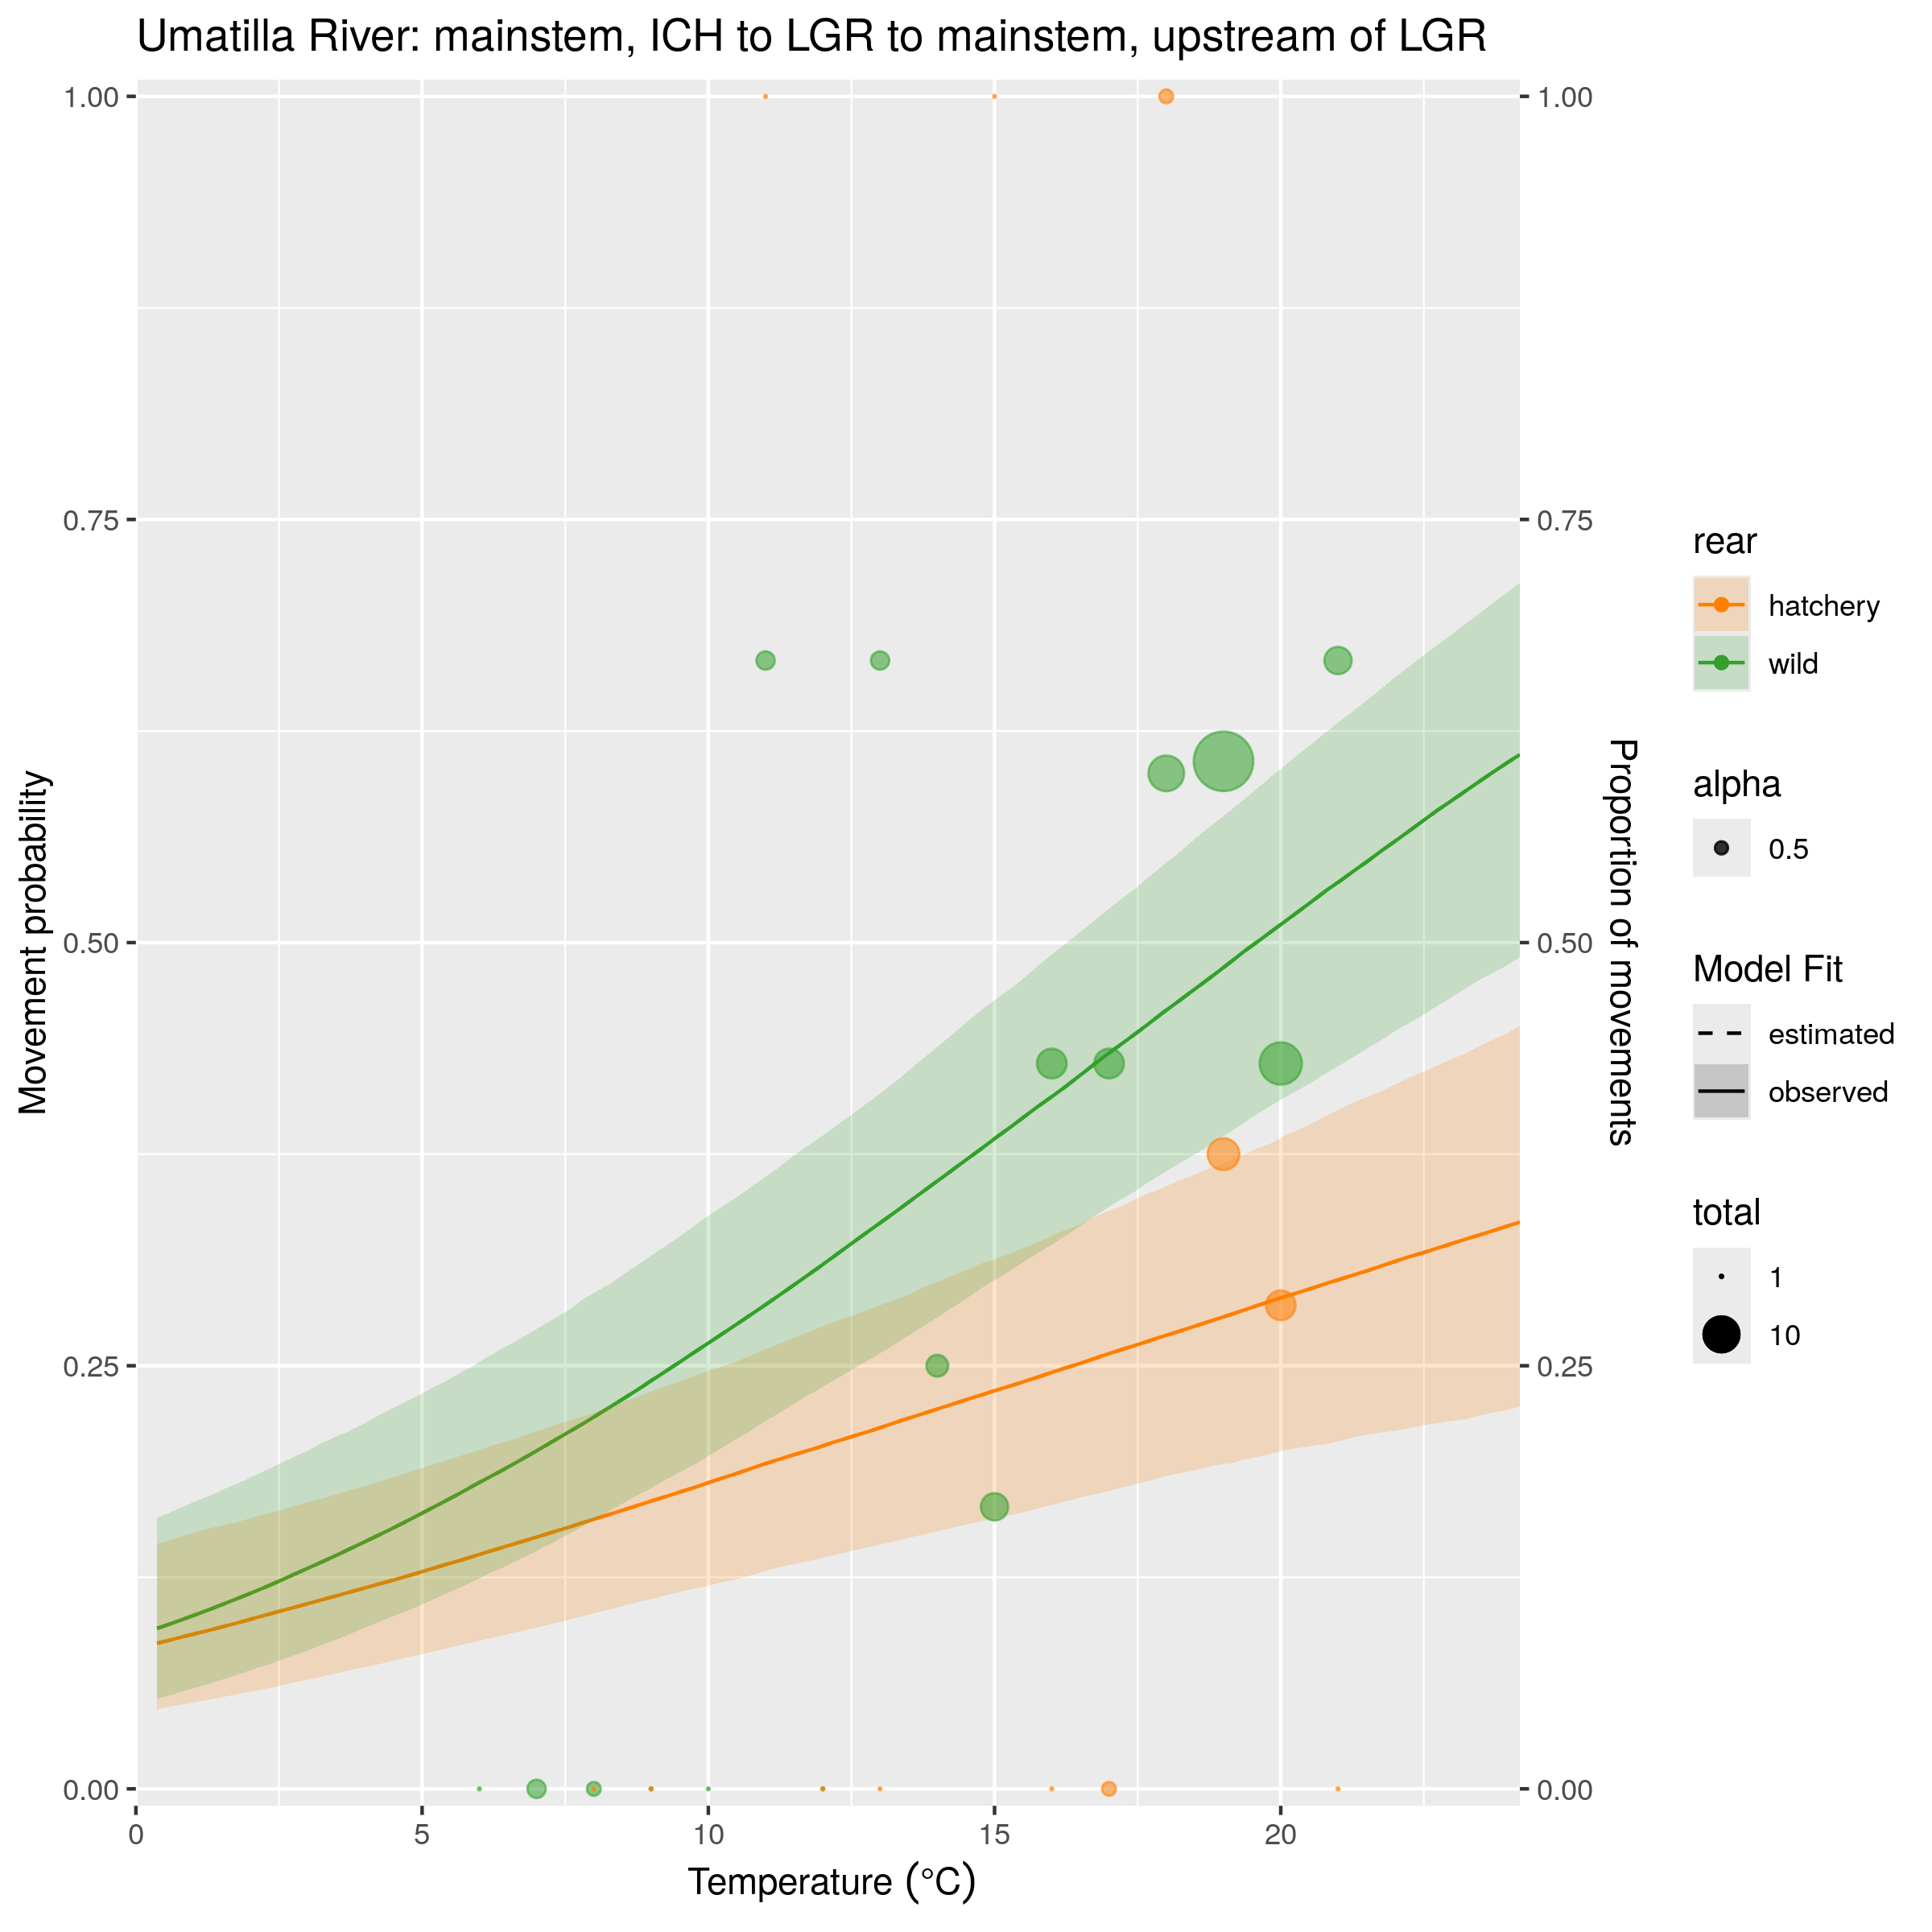 Umatilla River: mainstem, ICH to LGR to mainstem, upstream of LGR
1.00
0.75
0.50
0.25
0.00
Movement probability
0
5
10
15
20
Temperature (°C)
1.00
0.75
0.50
0.25
0.00
Proportion of movements
rear
hatchery
wild
alpha
0.5
Model Fit
estimated
observed
total
1
10